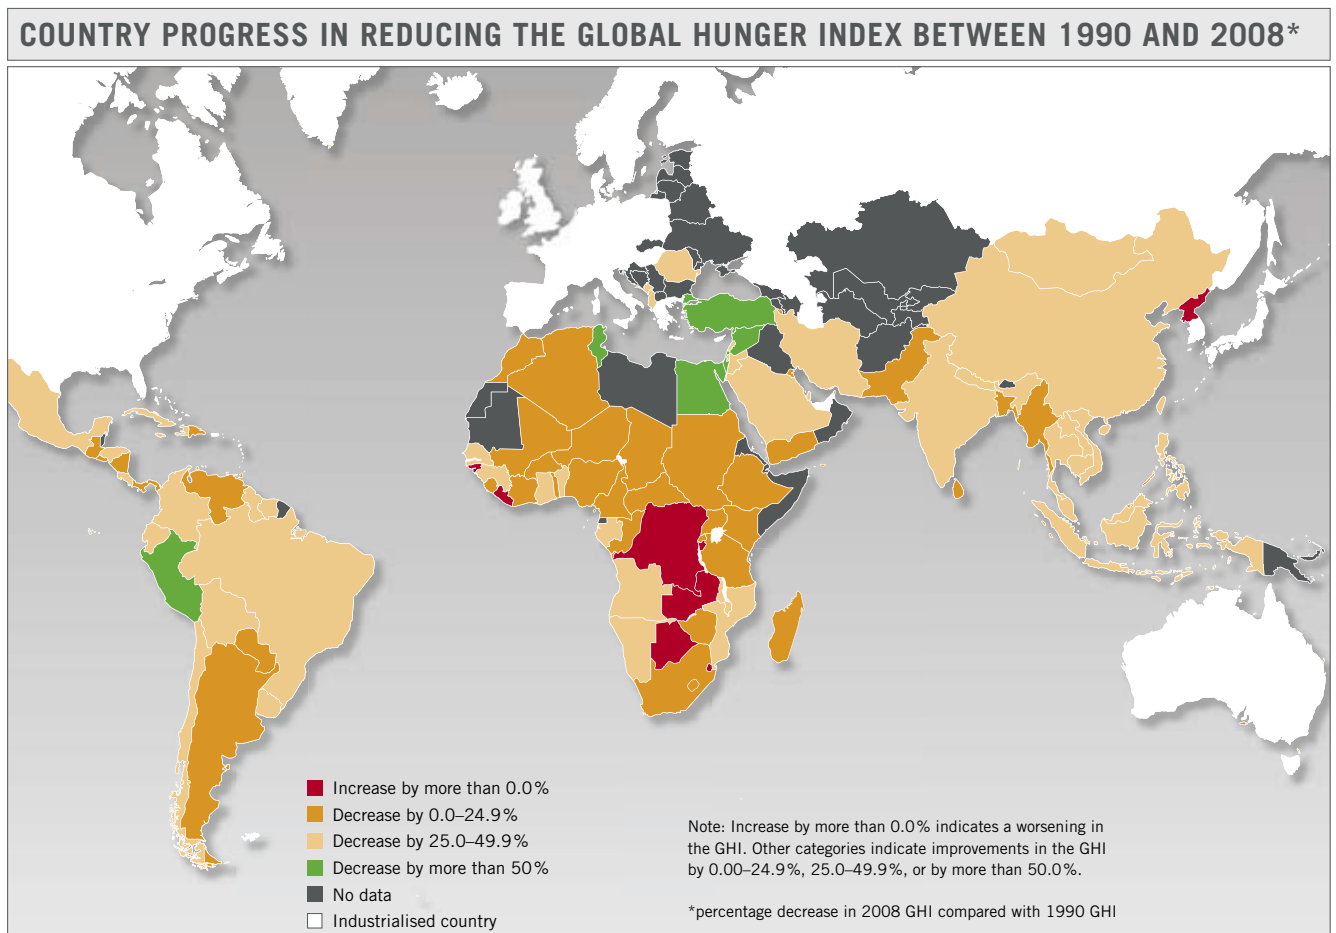 COUNTRY PROGRESS IN REDUCING THE GLOBAL HUNGER INDEX BETWEEN 1990 AND 2008*
Increase by more than 0.0%
Decrease by 0.0–24.9%
Decrease by 25.0–49.9%
Decrease by more than 50%
No data
Industrialised country
Note: Increase by more than 0.0% indicates a worsening in
the GHI. Other categories indicate improvements in the GHI
by 0.00–24.9%, 25.0–49.9%, or by more than 50.0%.
*percentage decrease in 2008 GHI compared with 1990 GHI